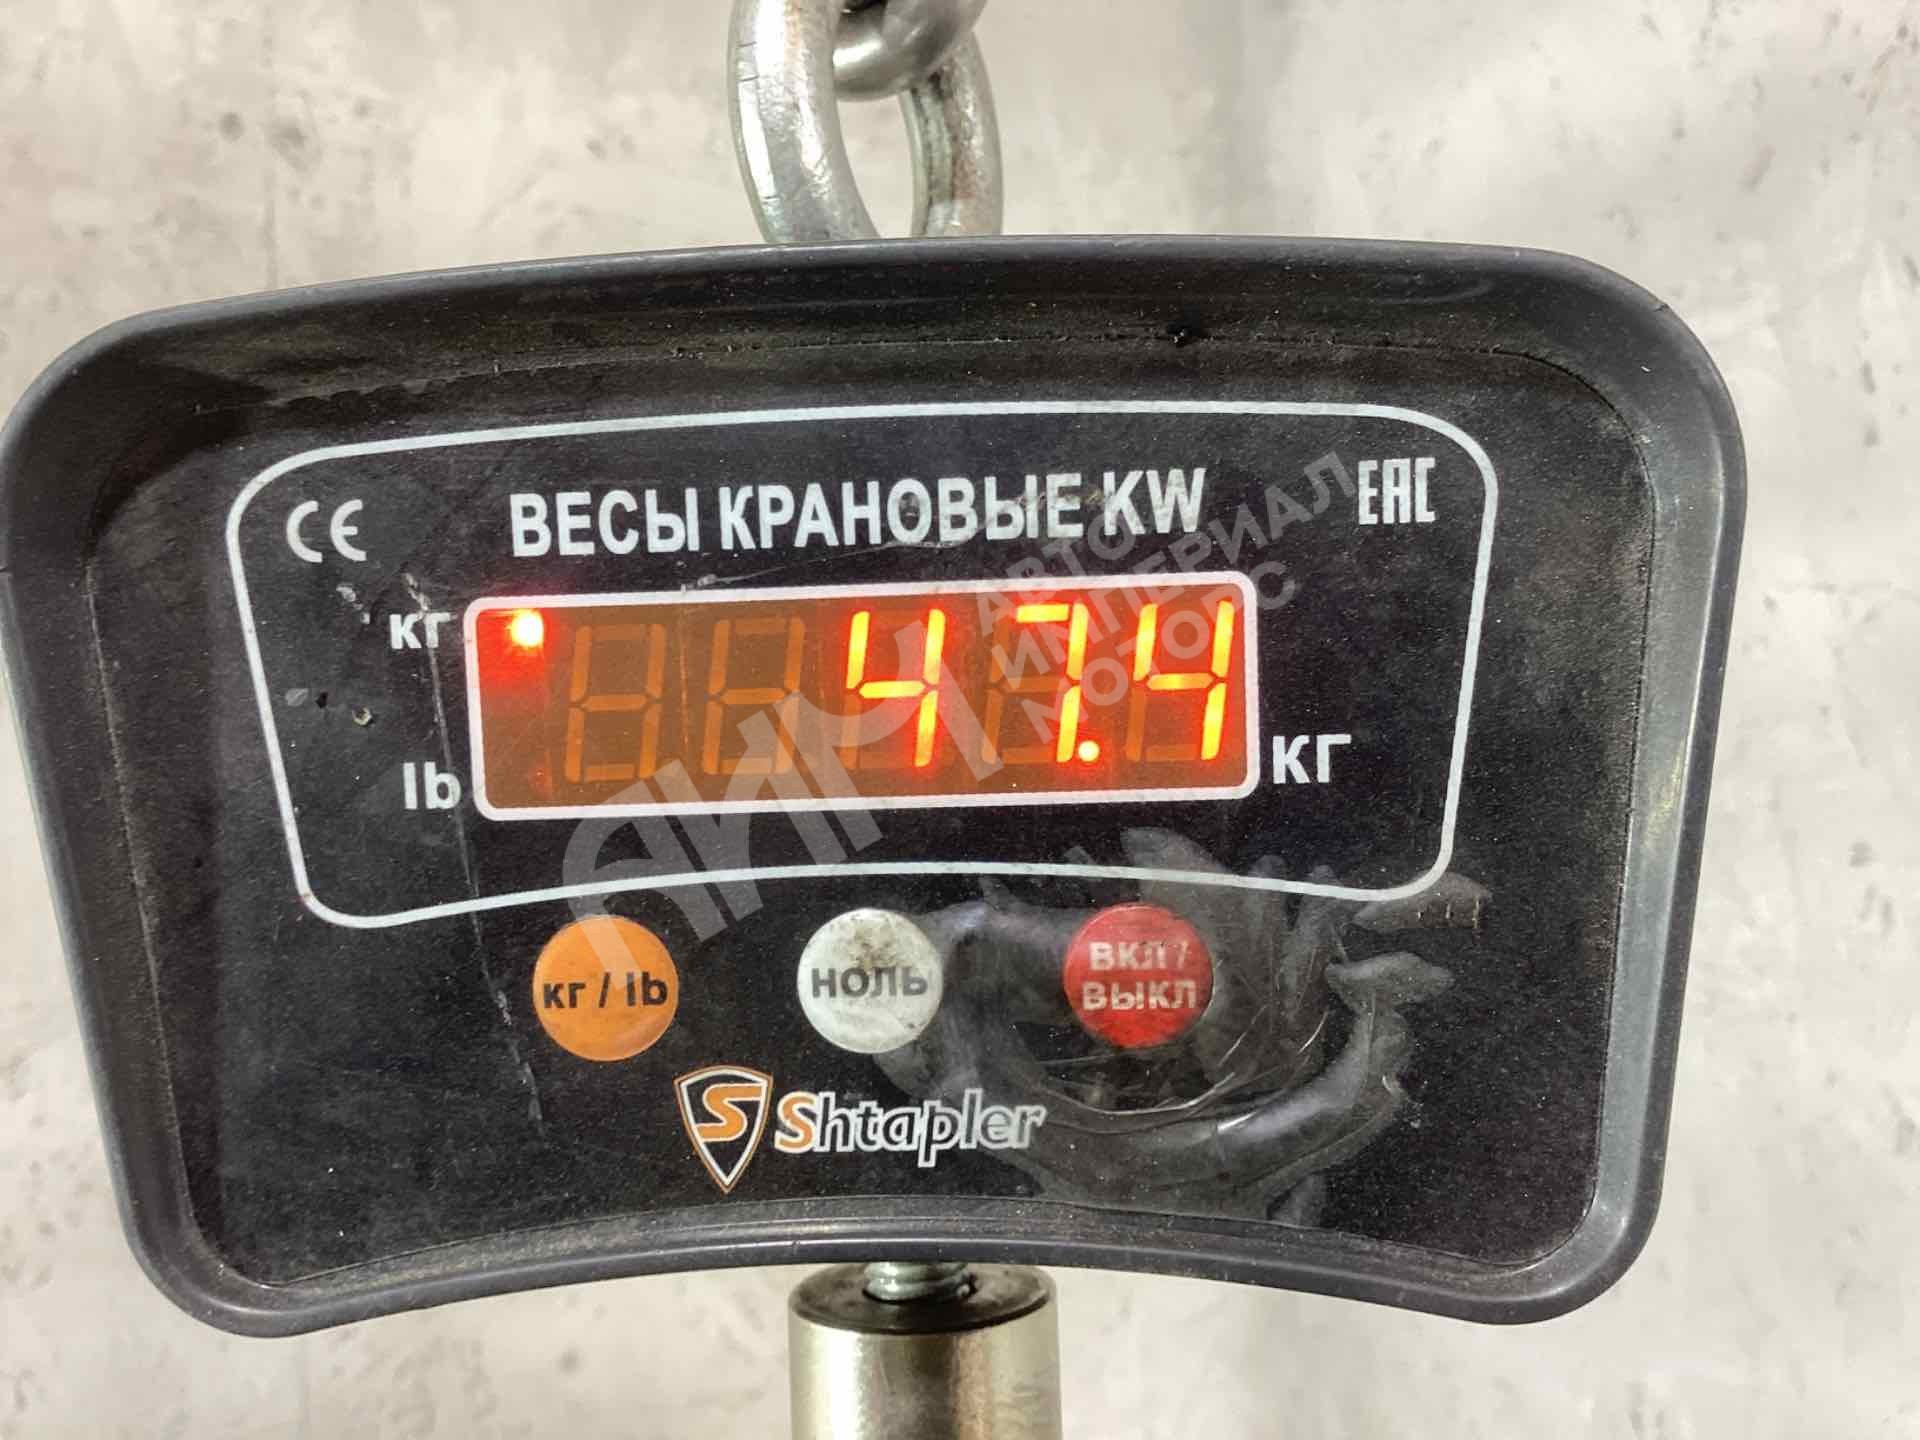 CE
ВЕСЫ КРАНОВЫЕ KW
EAC
кг
47.4
lb
кг
кг / lb
НОЛЬ
ВКЛ /
ВЫКЛ
S Shtapler
АИМ
АВТО
ИМПЕРИАЛ
МОТОРС